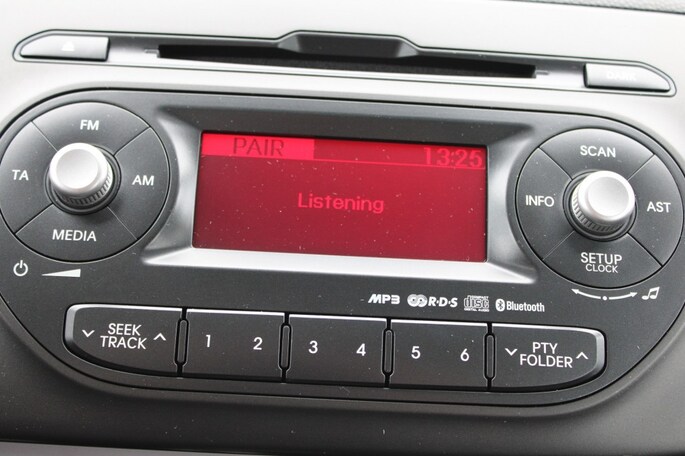 FM
TA
AM
MEDIA
PAIR 13:25
Listening
SCAN
INFO
AST
SETUP
CLOCK
MP3 R·D·S disc Bluetooth
SEEK
TRACK
1 2 3 4 5 6
PTY
FOLDER